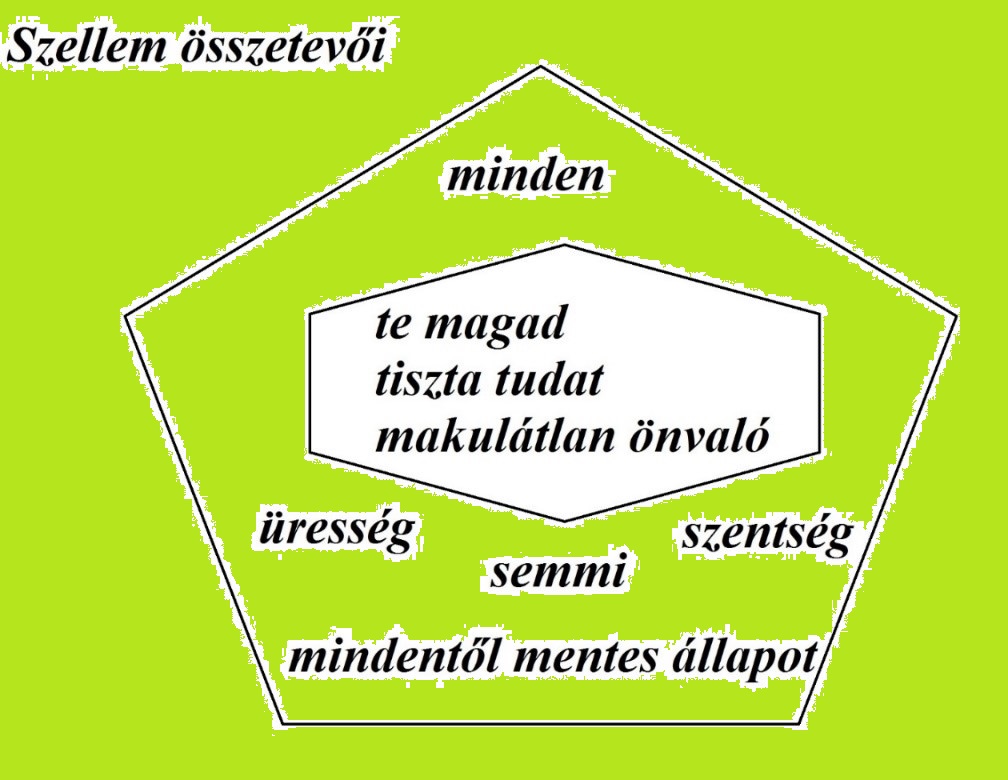 Szellem összetevői
minden
te magad
tiszta tudat
makulátlan önvaló
üresség
szentség
semmi
mindentől mentes állapot